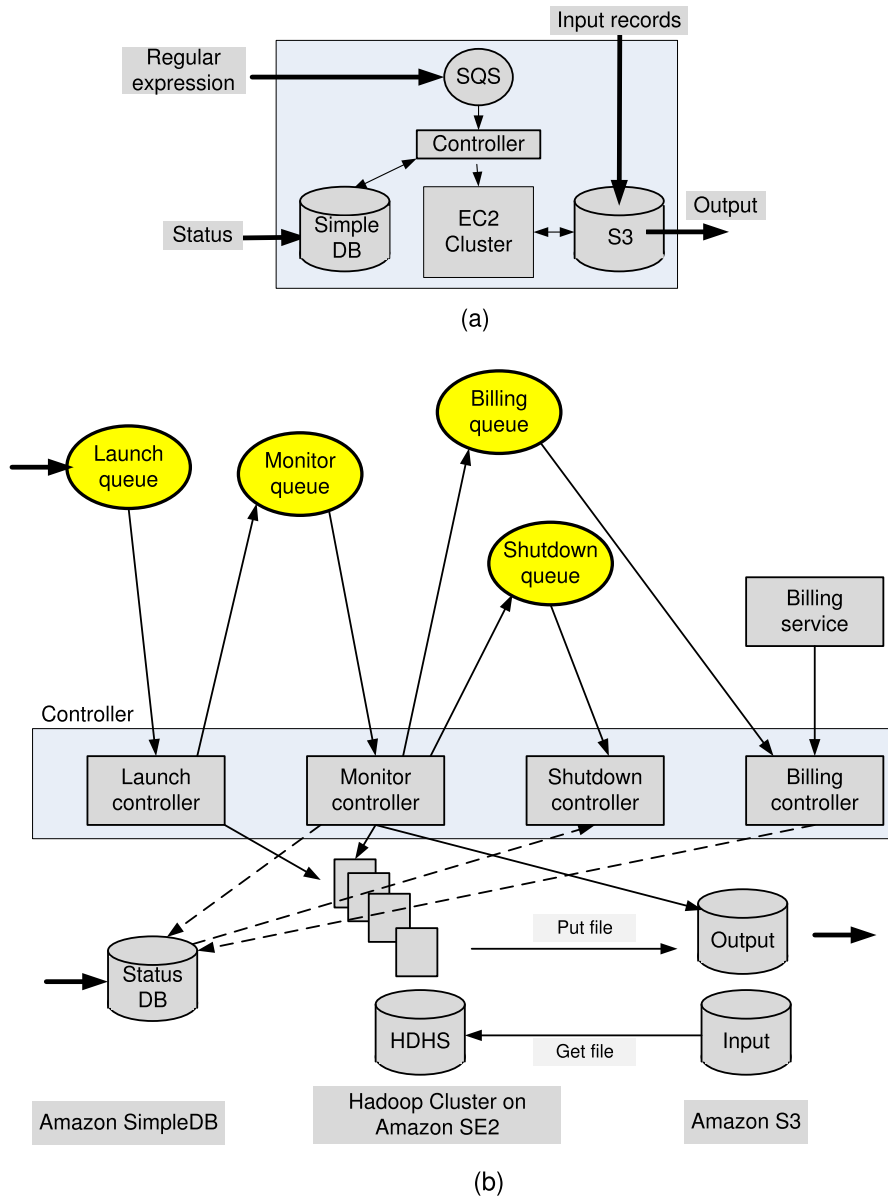 Input records
Regular
expression
SQS
Controller
Simple
DB
EC2
Cluster
S3
Output
Status
(a)
Billing
queue
Launch
queue
Monitor
queue
Shutdown
queue
Billing
service
Controller
Launch
controller
Monitor
controller
Shutdown
controller
Billing
controller
Put file
Output
Status
DB
HDHS
Get file
Input
Amazon SimpleDB
Hadoop Cluster on
Amazon SE2
Amazon S3
(b)